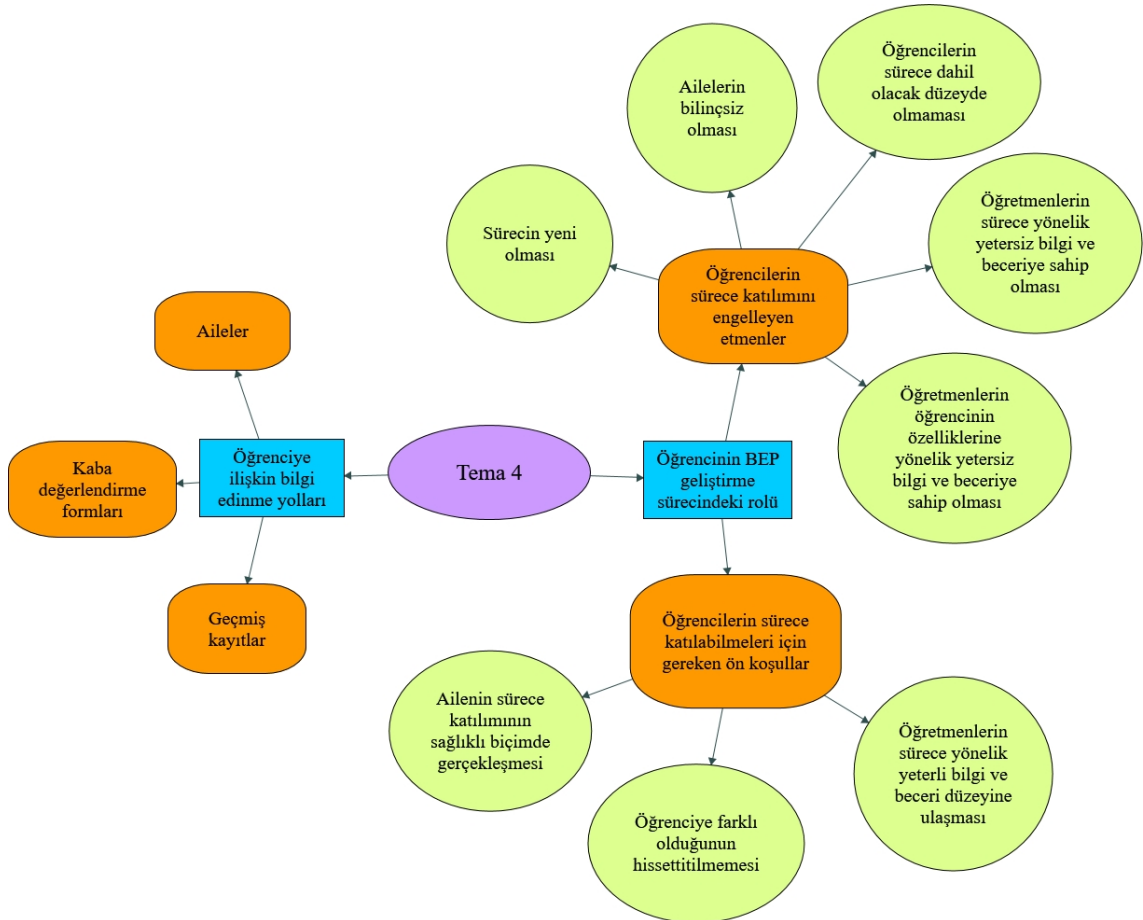 Öğrencilerin
sürece dahil
olacak düzeyde
olmaması
Ailelerin
bilinçsiz
olması
Öğretmenlerin
sürece yönelik
yetersiz bilgi ve
beceriye sahip
olması
Sürecin yeni
olması
Öğrencilerin
sürece katılımını
engelleyen
etmenler
Aileler
Öğretmenlerin
öğrencinin
özelliklerine
yönelik yetersiz
bilgi ve beceriye
sahip olması
Kaba
değerlendirme
formları
Öğrenciye
ilişkin bilgi
edinme yolları
Tema 4
Öğrencinin BEP
geliştirme
sürecindeki rolü
Geçmiş
kayıtlar
Öğrencilerin sürece
katılabilmeleri için
gereken ön koşullar
Ailenin sürece
katılımının
sağlıklı biçimde
gerçekleşmesi
Öğretmenlerin
sürece yönelik
yeterli bilgi ve
beceri düzeyine
ulaşması
Öğrenciye farklı
olduğunun
hissettitilmemesi